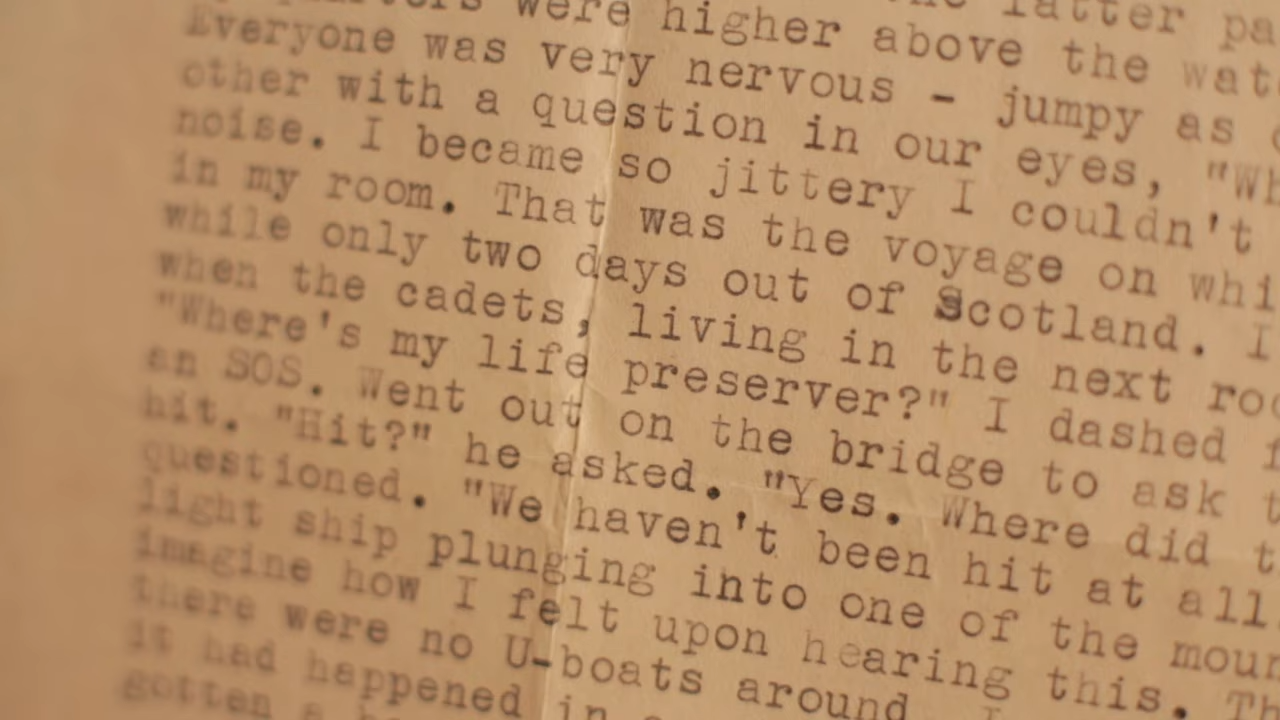 were higher above the
Everyone was very nervous - jumpy as
other with a question in our eyes, "Wh
noise. I became so jittery I couldn't
in my room. That was the voyage on whi
while only two days out of Scotland. I
when the cadets, living in the next roo
"Where's my life preserver?" I dashed
an SOS. Went out on the bridge to ask t
hit. "Hit?" he asked. "Yes. Where did t
questioned. "We haven't been hit at all.
light ship plunging into one of the moun
imagine how I felt upon hearing this. Th
there were no U-boats around. I
it had happened in
gotten a